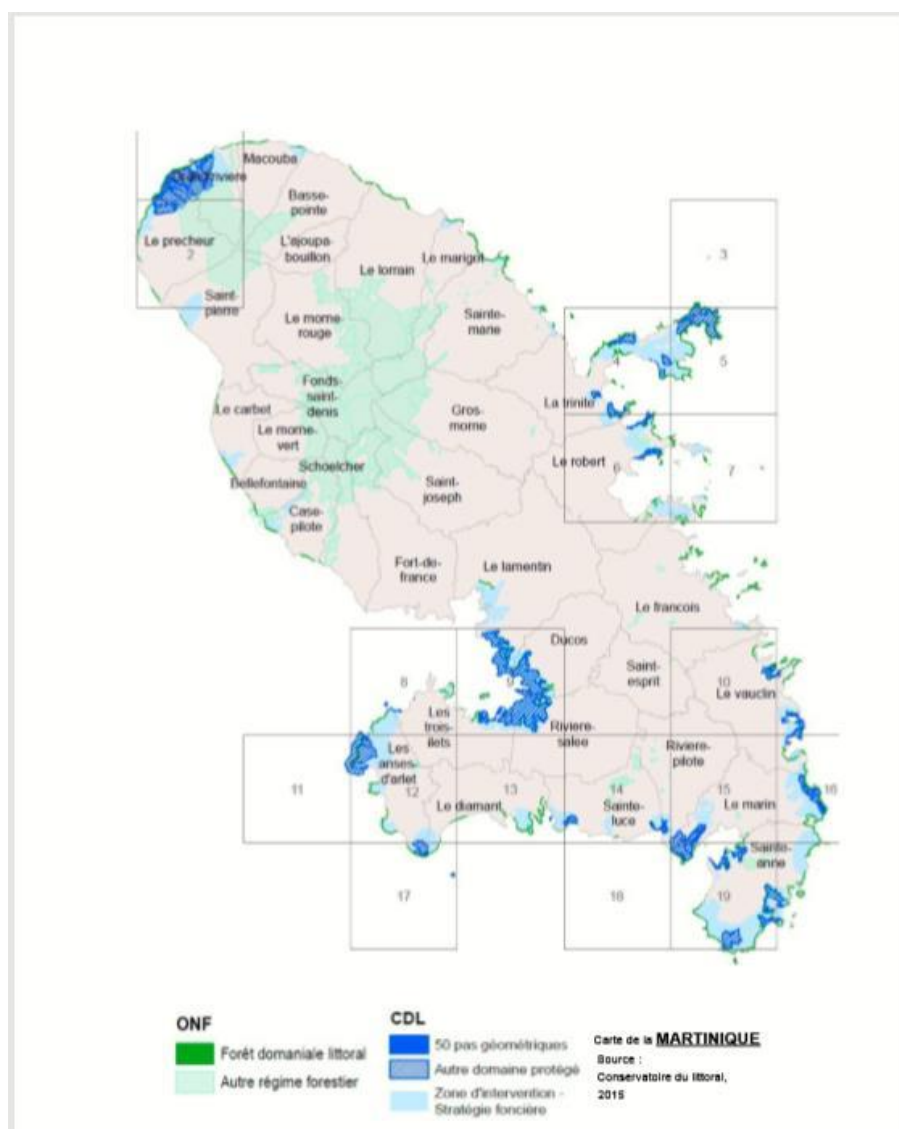 Macouba
Grand'riviere
Basse-
pointe
Le precheur
2
L'ajoupa-
bouillon
Le lorrain
Le marigot
3
Saint-
pierre
Le morne-
rouge
Sainte-
marie
4
5
Fonds-
saint-
denis
Le carbet
Gros-
morne
La trinite
Le morne-
vert
Le robert
6
7
Schoelcher
Bellefontaine
Saint-
joseph
Case-
pilote
Fort-de-
france
Le lamentin
Le francois
Ducos
Saint-
esprit
8
9
10
Le vauclin
Les
trois-
ilets
Riviere-
salee
Riviere-
pilote
Les
anses-
d'arlet
11
12
13
14
15
16
Le diamant
Sainte-
luce
Le marin
Sainte-
anne
17
18
19
ONF
Forêt domaniale littoral
Autre régime forestier
CDL
50 pas géométriques
Autre domaine protégé
Zone d'intervention -
Stratégie foncière
Carte de la MARTINIQUE
Source :
Conservatoire du littoral,
2015